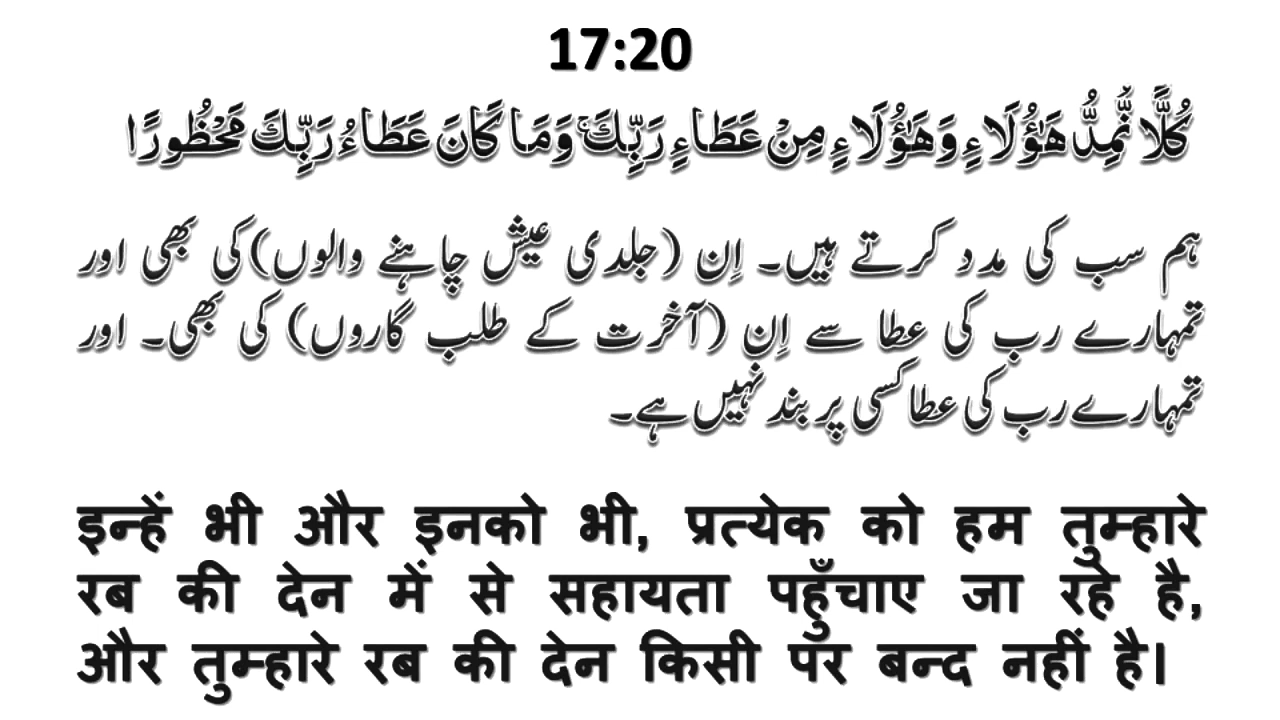 17:20
كُلًّا نُّمِدُّ هَٰٓؤُلَآءِ وَهَٰٓؤُلَآءِ مِنْ عَطَآءِ رَبِّكَ ۚ وَمَا كَانَ عَطَآءُ رَبِّكَ مَحْظُورًا
ہم سب کی مدد کرتے ہیں۔ اِن (جلدی عیش چاہنے والوں) کی بھی اور
تمہارے رب کی عطا سے اِن (آخرت کے طلب گاروں) کی بھی۔ اور
تمہارے رب کی عطا کسی پر بند نہیں ہے۔
इन्हें भी और इनको भी, प्रत्येक को हम तुम्हारे
रब की देन में से सहायता पहुँचाए जा रहे है,
और तुम्हारे रब की देन किसी पर बन्द नहीं है।